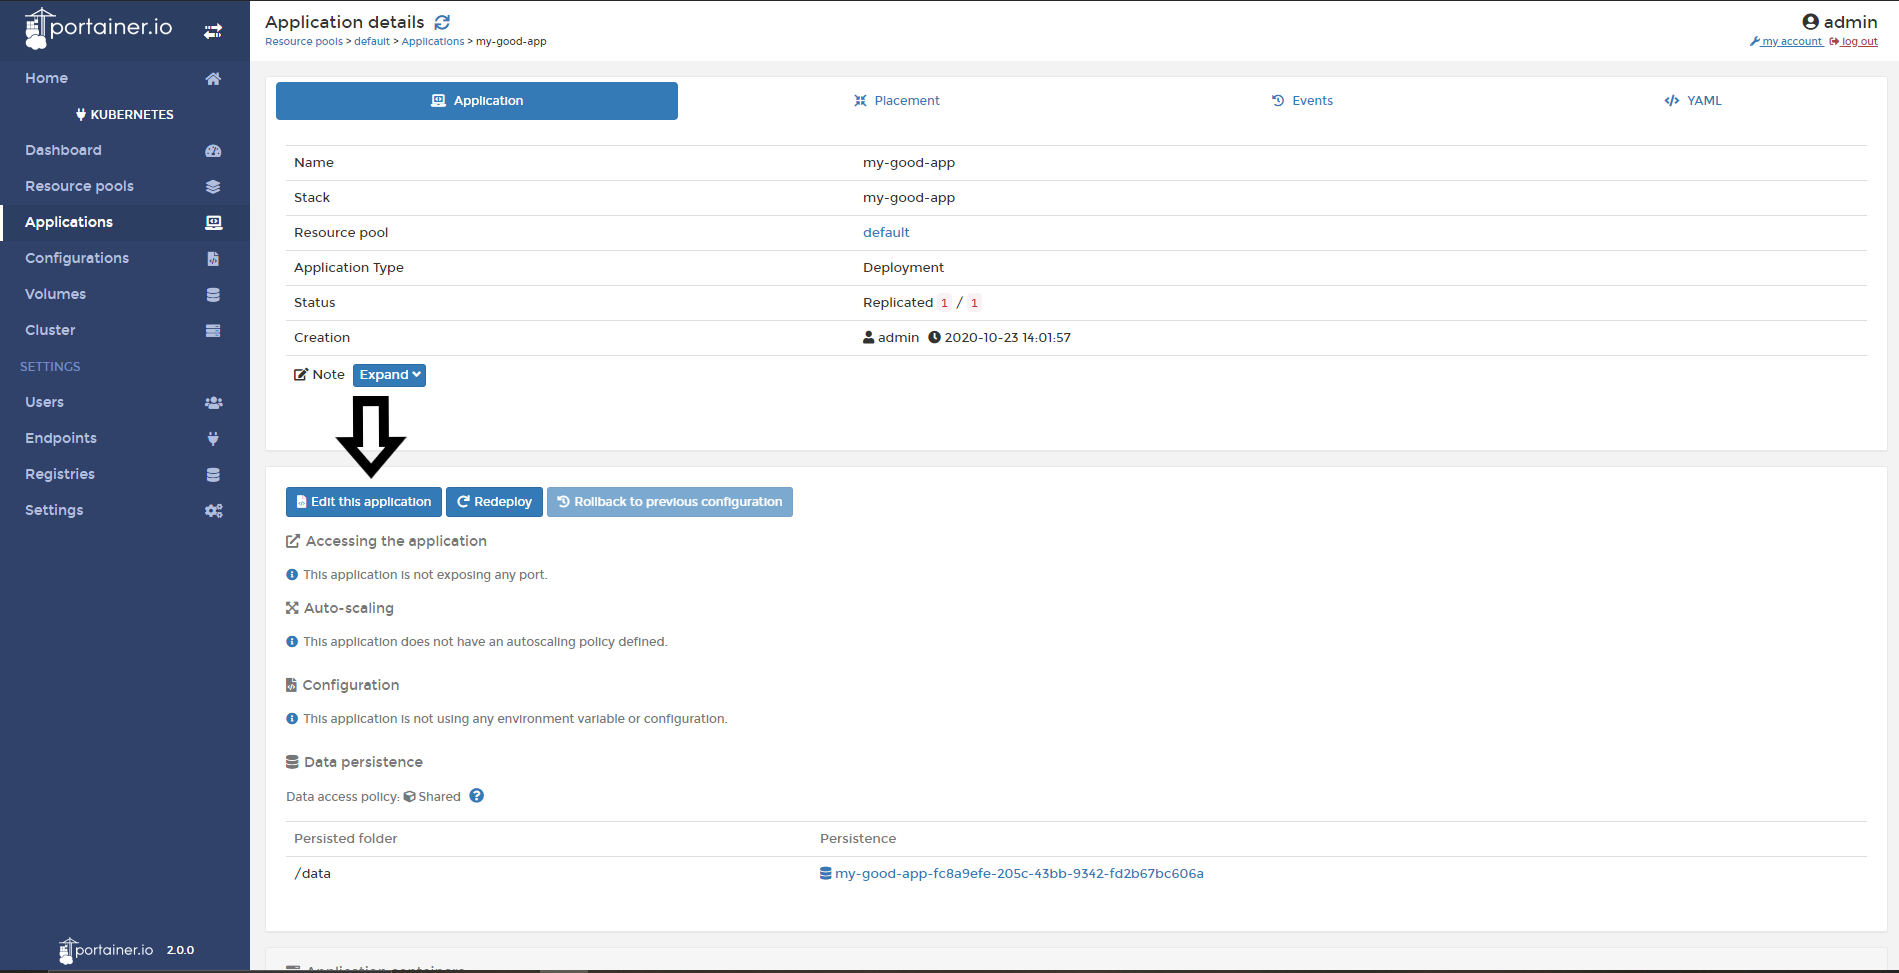 portainer.io
Home
KUBERNETES
Dashboard
Resource pools
Applications
Configurations
Volumes
Cluster
SETTINGS
Users
Endpoints
Registries
Settings
portainer.io 2.0.0
Application details
Resource pools > default > Applications > my-good-app
admin
my account log out
Application Placement Events YAML
Name my-good-app
Stack my-good-app
Resource pool default
Application Type Deployment
Status Replicated 1 / 1
Creation admin 2020-10-23 14:01:57
Note Expand
Edit this application Redeploy Rollback to previous configuration
Accessing the application
This application is not exposing any port.
Auto-scaling
This application does not have an autoscaling policy defined.
Configuration
This application is not using any environment variable or configuration.
Data persistence
Data access policy: Shared
Persisted folder Persistence
/data my-good-app-fc8a9efe-205c-43bb-9342-fd2b67bc606a
Application containers